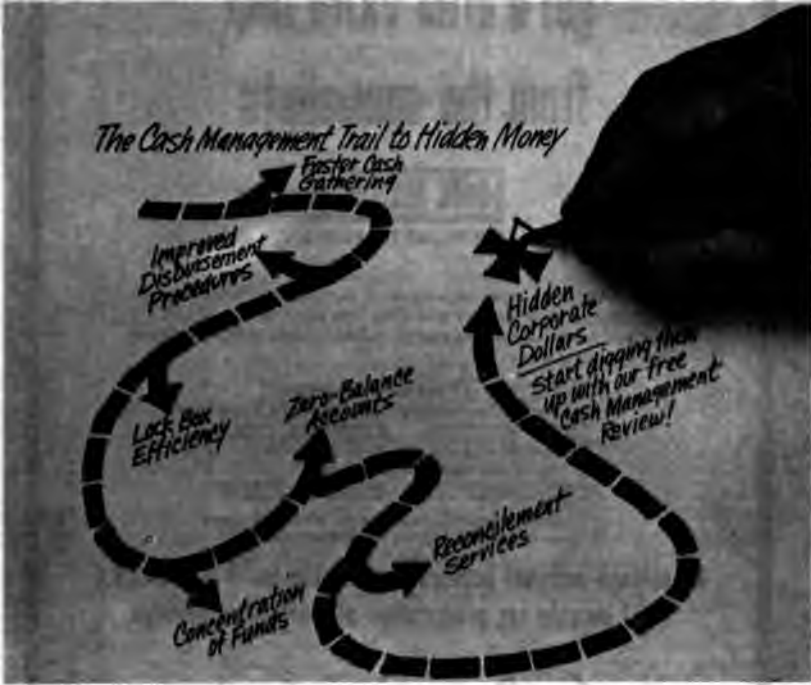 The Cash Management Trail to Hidden Money
Faster Cash
Gathering
Improved
Disbursement
Procedures
Lock Box
Efficiency
Zero-Balance
Accounts
Concentration
of Funds
Reconcilement
Services
Hidden
Corporate
Dollars
Start digging them
up with our free
Cash Management
Review!